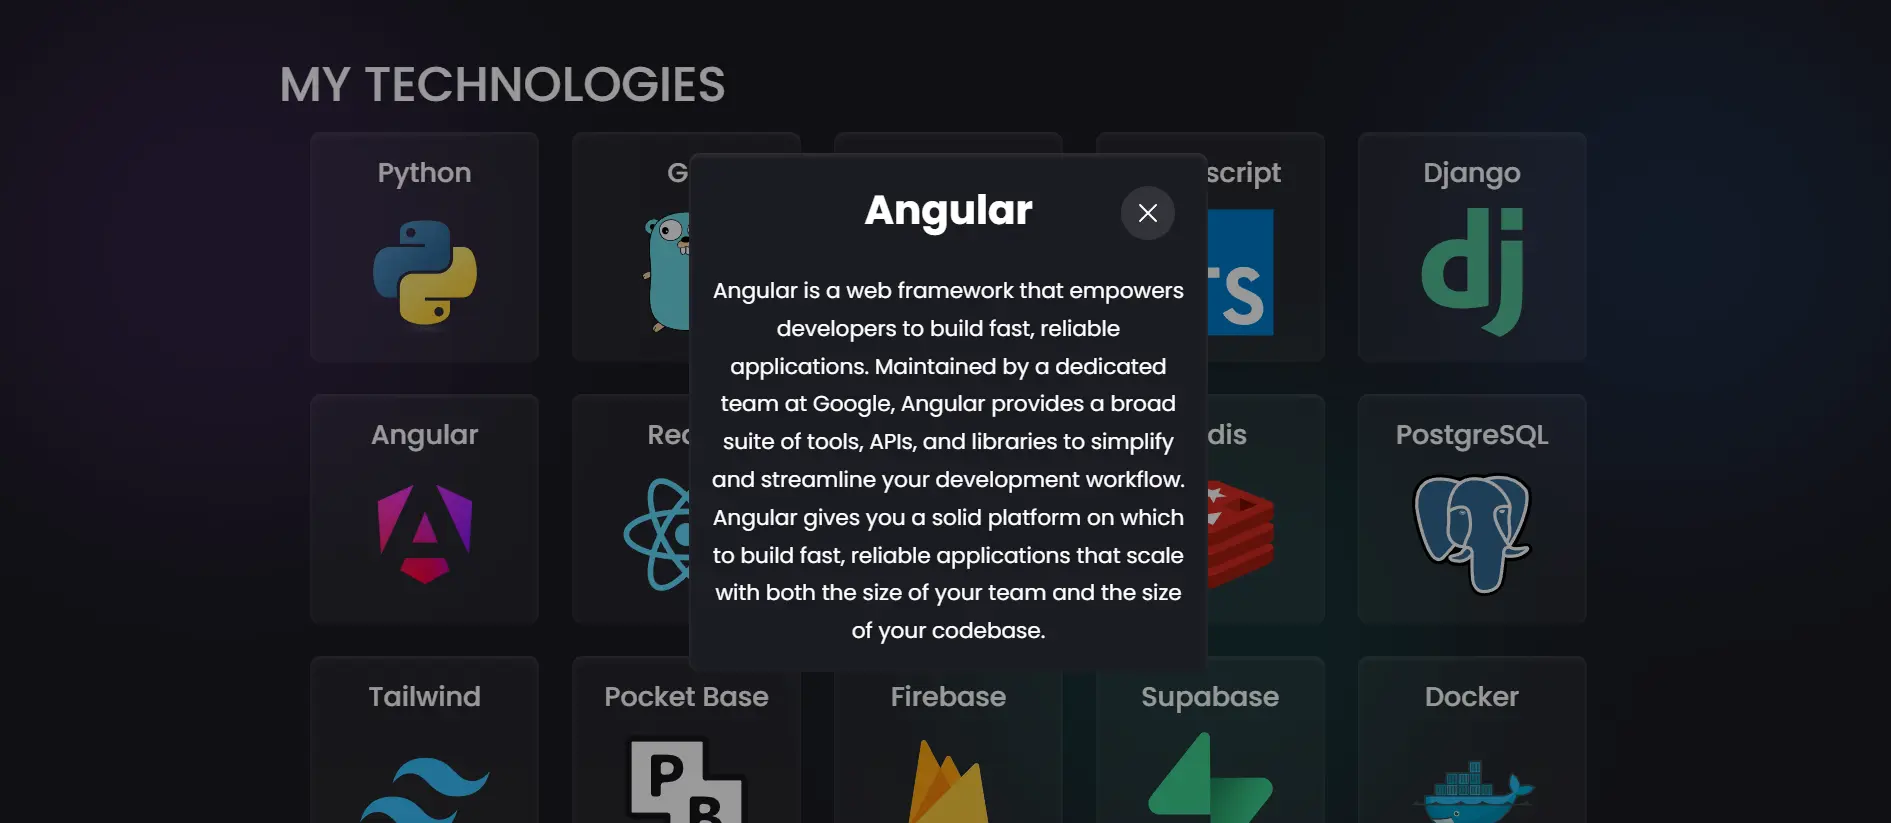 MY TECHNOLOGIES
Python
G
script
Django
Angular
Angular is a web framework that empowers
developers to build fast, reliable
applications. Maintained by a dedicated
team at Google, Angular provides a broad
suite of tools, APIs, and libraries to simplify
and streamline your development workflow.
Angular gives you a solid platform on which
to build fast, reliable applications that scale
with both the size of your team and the size
of your codebase.
TS
dj
Angular
Rea
dis
PostgreSQL
Tailwind
Pocket Base
Firebase
Supabase
Docker
P
B